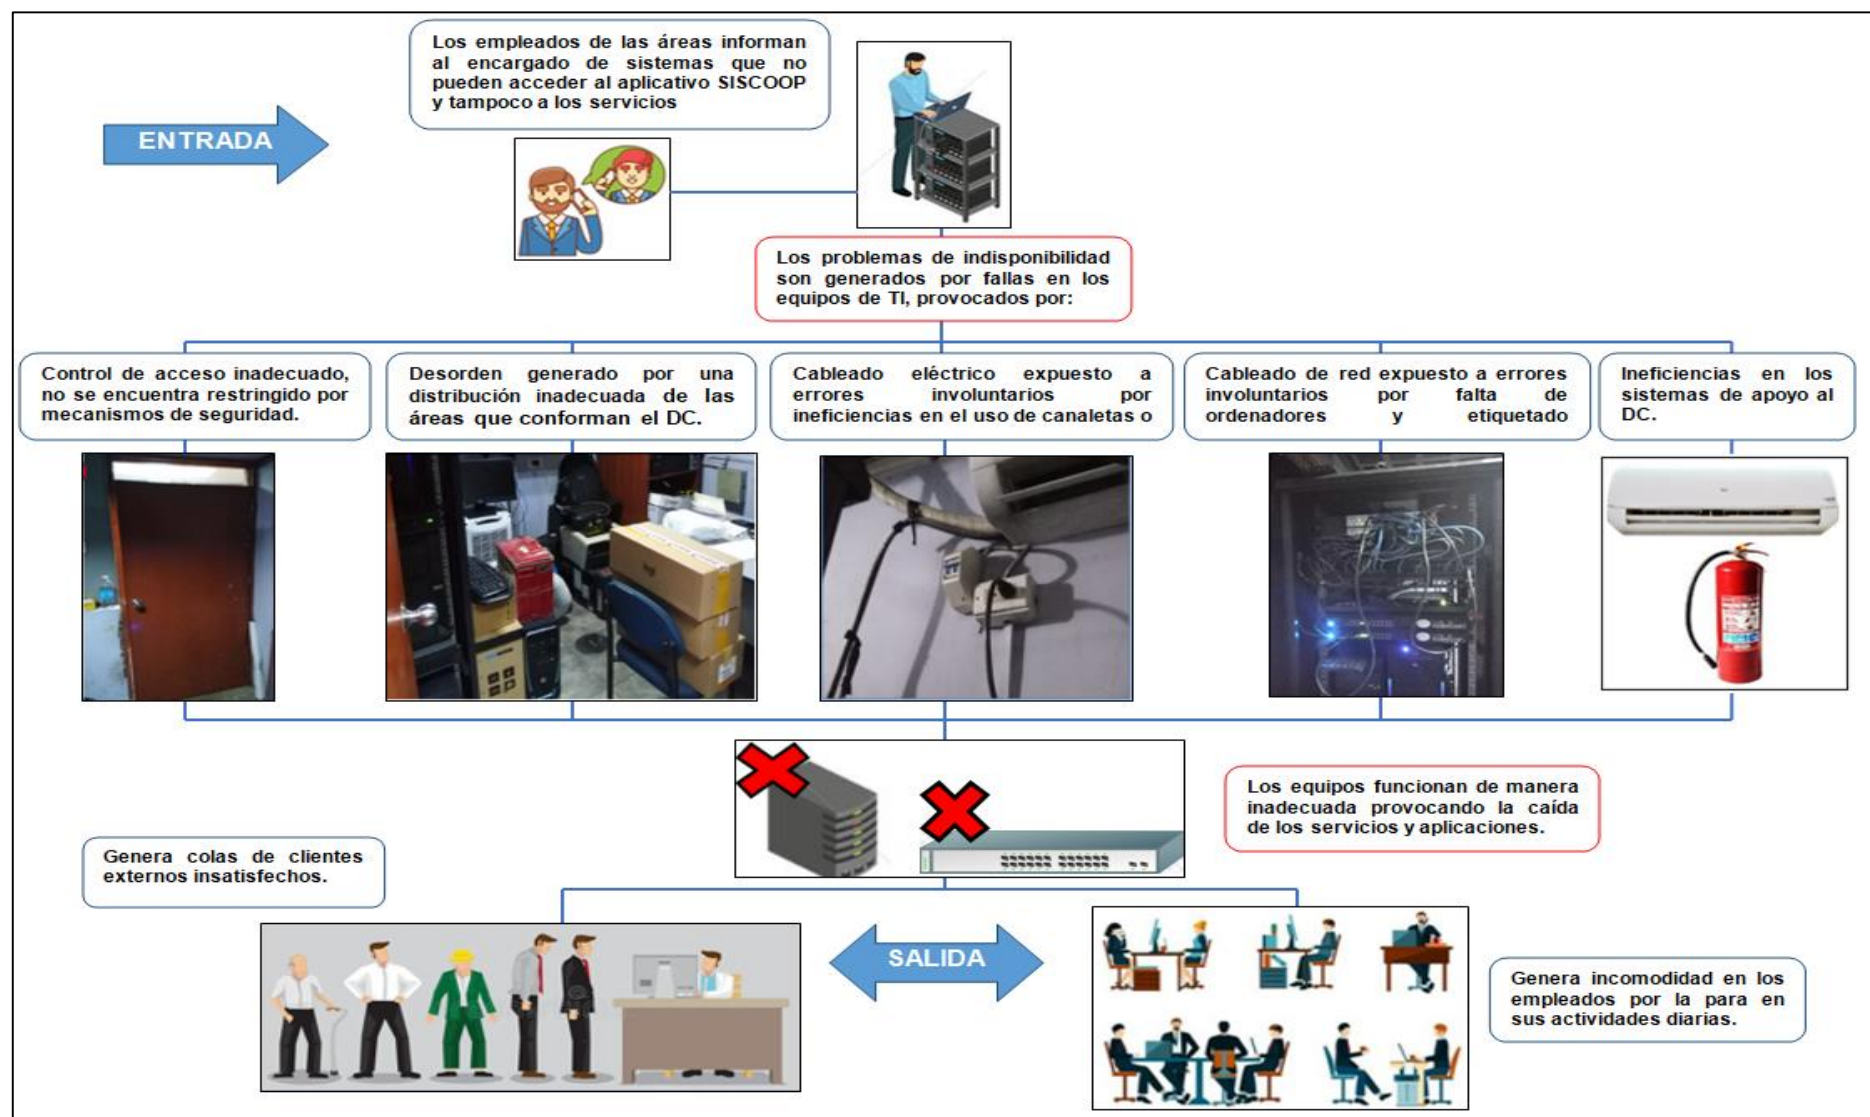 Los empleados de las áreas informan
al encargado de sistemas que no
pueden acceder al aplicativo SISCOOP
y tampoco a los servicios
ENTRADA
Los problemas de indisponibilidad
son generados por fallas en los
equipos de TI, provocados por:
Control de acceso inadecuado,
no se encuentra restringido por
mecanismos de seguridad.
Desorden generado por una
distribución inadecuada de las
áreas que conforman el DC.
Cableado eléctrico expuesto a
errores involuntarios por
ineficiencias en el uso de canaletas o
Cableado de red expuesto a errores
involuntarios por falta de
ordenadores y etiquetado
Ineficiencias en los
sistemas de apoyo al
DC.
Los equipos funcionan de manera
inadecuada provocando la caída
de los servicios y aplicaciones.
Genera colas de clientes
externos insatisfechos.
SALIDA
Genera incomodidad en los
empleados por la para en
sus actividades diarias.